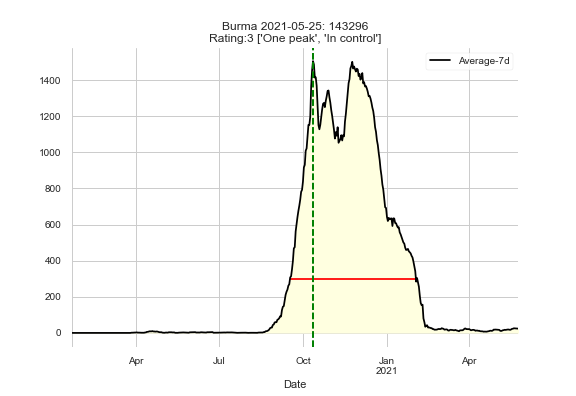 Burma 2021-05-25: 143296
Rating:3 ['One peak', 'In control']
Average-7d
1400
1200
1000
800
600
400
200
0
Apr
Jul
Oct
Jan
2021
Apr
Date